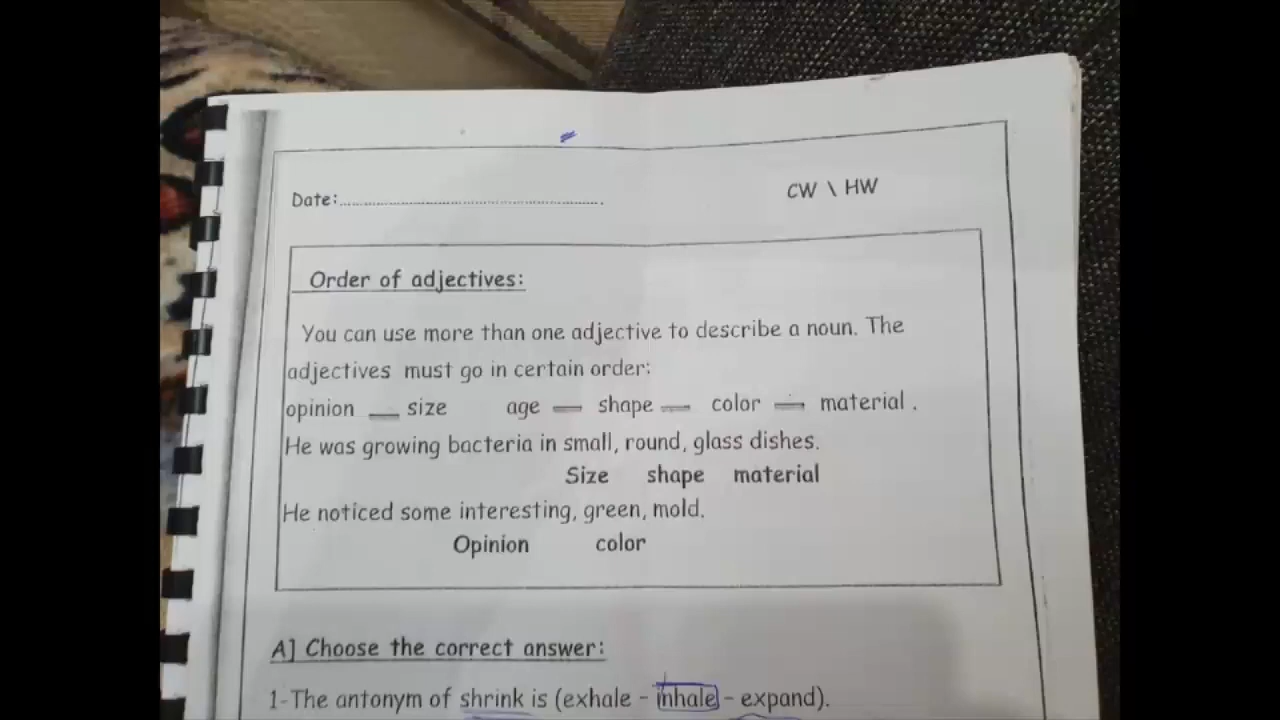 Date:............................................................
CW \ HW
Order of adjectives:
You can use more than one adjective to describe a noun. The
adjectives must go in certain order:
opinion __ size age — shape — color — material .
He was growing bacteria in small, round, glass dishes.
Size shape material
He noticed some interesting, green, mold.
Opinion color
A] Choose the correct answer:
1-The antonym of shrink is (exhale - inhale - expand).